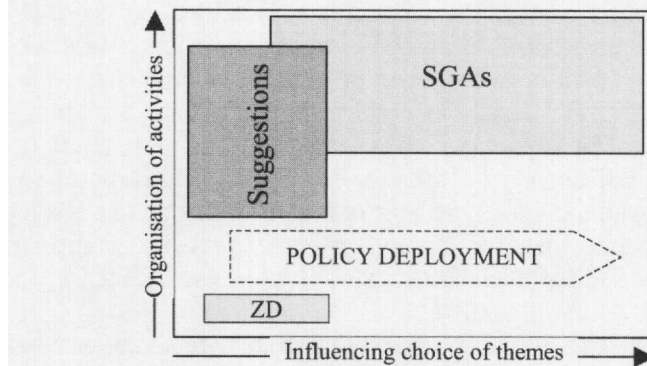 Organisation of activities
Suggestions
SGAs
POLICY DEPLOYMENT
ZD
Influencing choice of themes